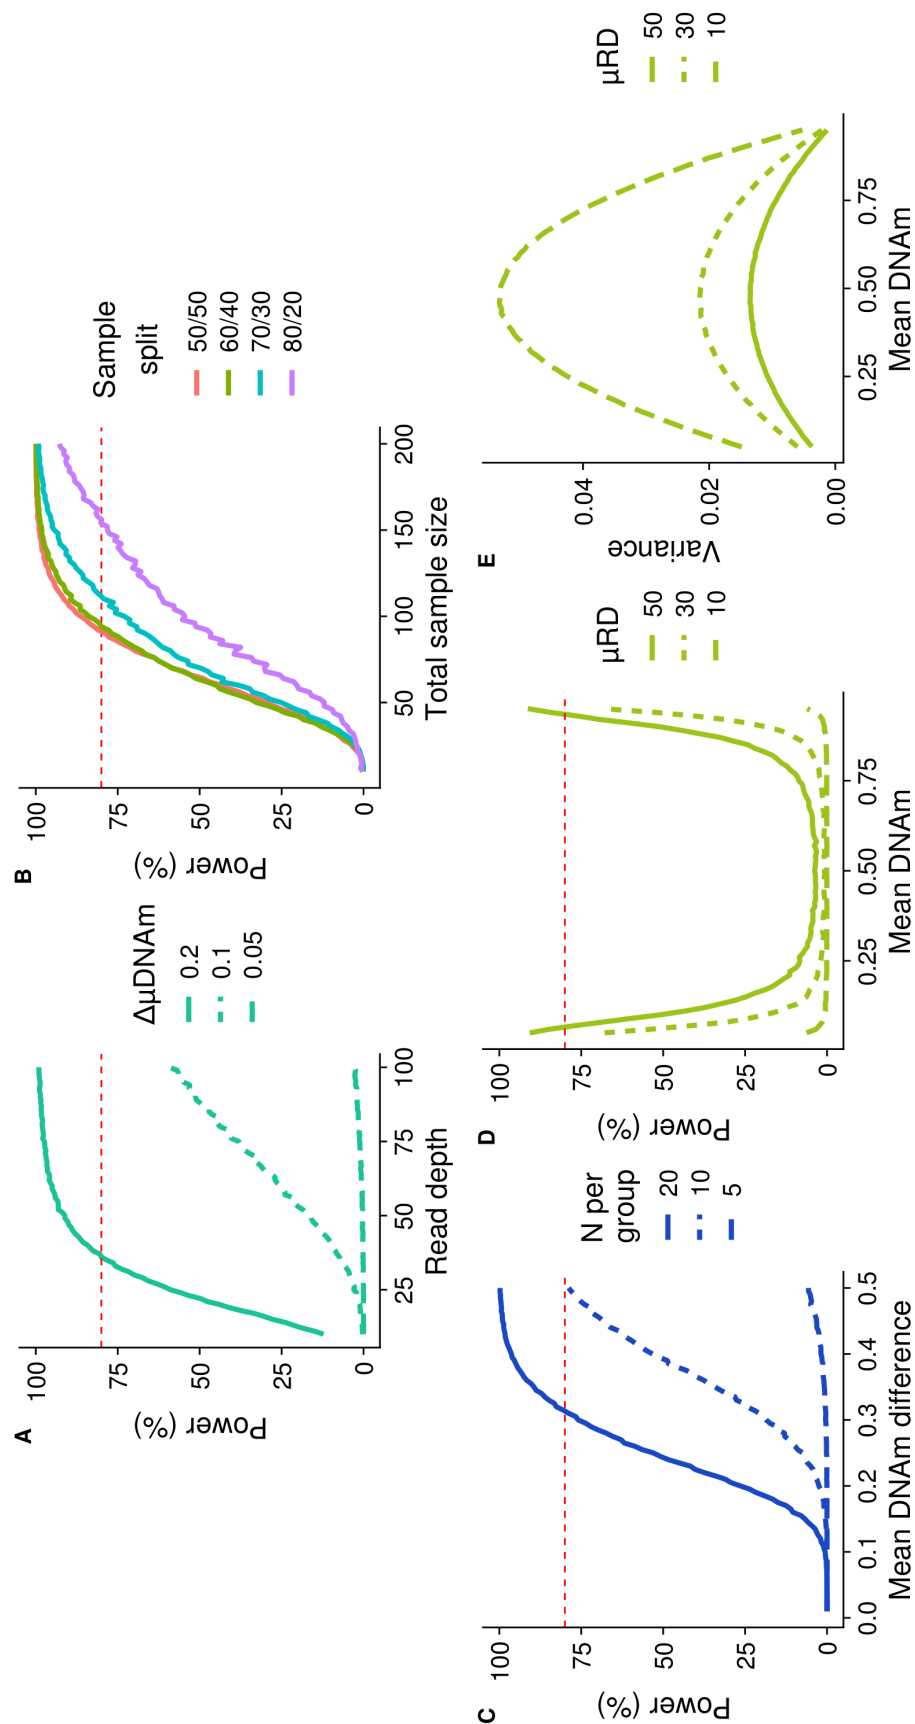 A
Power (%)
100
75
50
25
0
25
50
75
100
Read depth
ΔµDNAm
0.2
0.1
0.05
B
Power (%)
100
75
50
25
0
50
100
150
200
Total sample size
Sample
split
50/50
60/40
70/30
80/20
C
Power (%)
100
75
50
25
0
0.0
0.1
0.2
0.3
0.4
0.5
Mean DNAm difference
N per
group
20
10
5
D
Power (%)
100
75
50
25
0
0.25
0.50
0.75
Mean DNAm
µRD
50
30
10
E
Variance
0.04
0.02
0.00
0.25
0.50
0.75
Mean DNAm
µRD
50
30
10